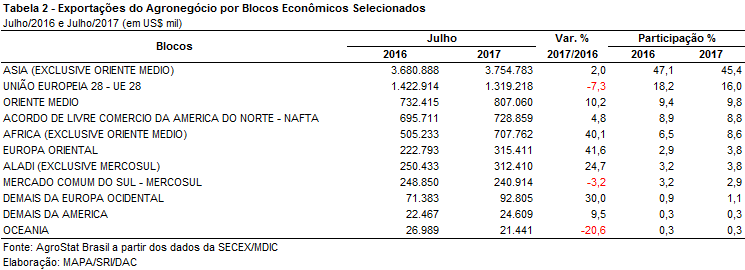 Tabela 2 - Exportações do Agronegócio por Blocos Econômicos Selecionados
Julho/2016 e Julho/2017 (em US$ mil)
Blocos Julho Var. % Participação %
2016 2017 2017/2016 2016 2017
ASIA (EXCLUSIVE ORIENTE MEDIO) 3.680.888 3.754.783 2,0 47,1 45,4
UNIÃO EUROPEIA 28 - UE 28 1.422.914 1.319.218 -7,3 18,2 16,0
ORIENTE MEDIO 732.415 807.060 10,2 9,4 9,8
ACORDO DE LIVRE COMERCIO DA AMERICA DO NORTE - NAFTA 695.711 728.859 4,8 8,9 8,8
AFRICA (EXCLUSIVE ORIENTE MEDIO) 505.233 707.762 40,1 6,5 8,6
EUROPA ORIENTAL 222.793 315.411 41,6 2,9 3,8
ALADI (EXCLUSIVE MERCOSUL) 250.433 312.410 24,7 3,2 3,8
MERCADO COMUM DO SUL - MERCOSUL 248.850 240.914 -3,2 3,2 2,9
DEMAIS DA EUROPA OCIDENTAL 71.383 92.805 30,0 0,9 1,1
DEMAIS DA AMERICA 22.467 24.609 9,5 0,3 0,3
OCEANIA 26.989 21.441 -20,6 0,3 0,3
Fonte: AgroStat Brasil a partir dos dados da SECEX/MDIC
Elaboração: MAPA/SRI/DAC